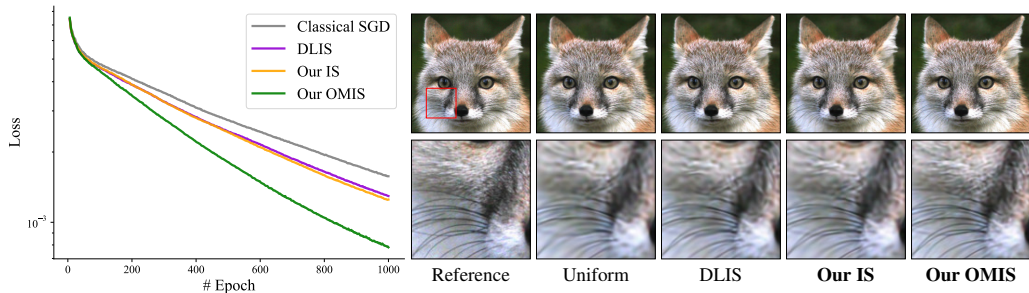 Classical SGD
DLIS
Our IS
Our OMIS
Loss
10⁻³
0 200 400 600 800 1000
# Epoch
Reference Uniform DLIS Our IS Our OMIS